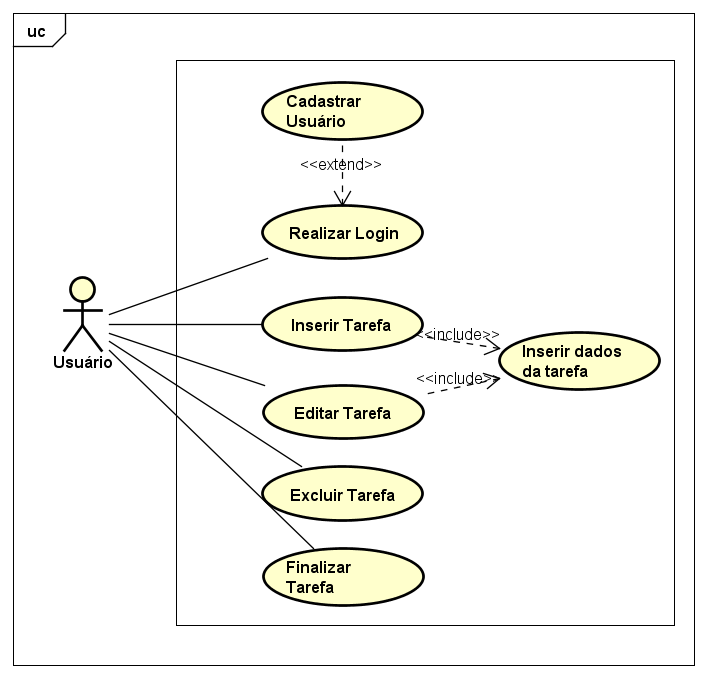 uc
Cadastrar
Usuário
<<extend>>
Realizar Login
Inserir Tarefa
<<include>>
Inserir dados
da tarefa
Usuário
<<include>>
Editar Tarefa
Excluir Tarefa
Finalizar
Tarefa